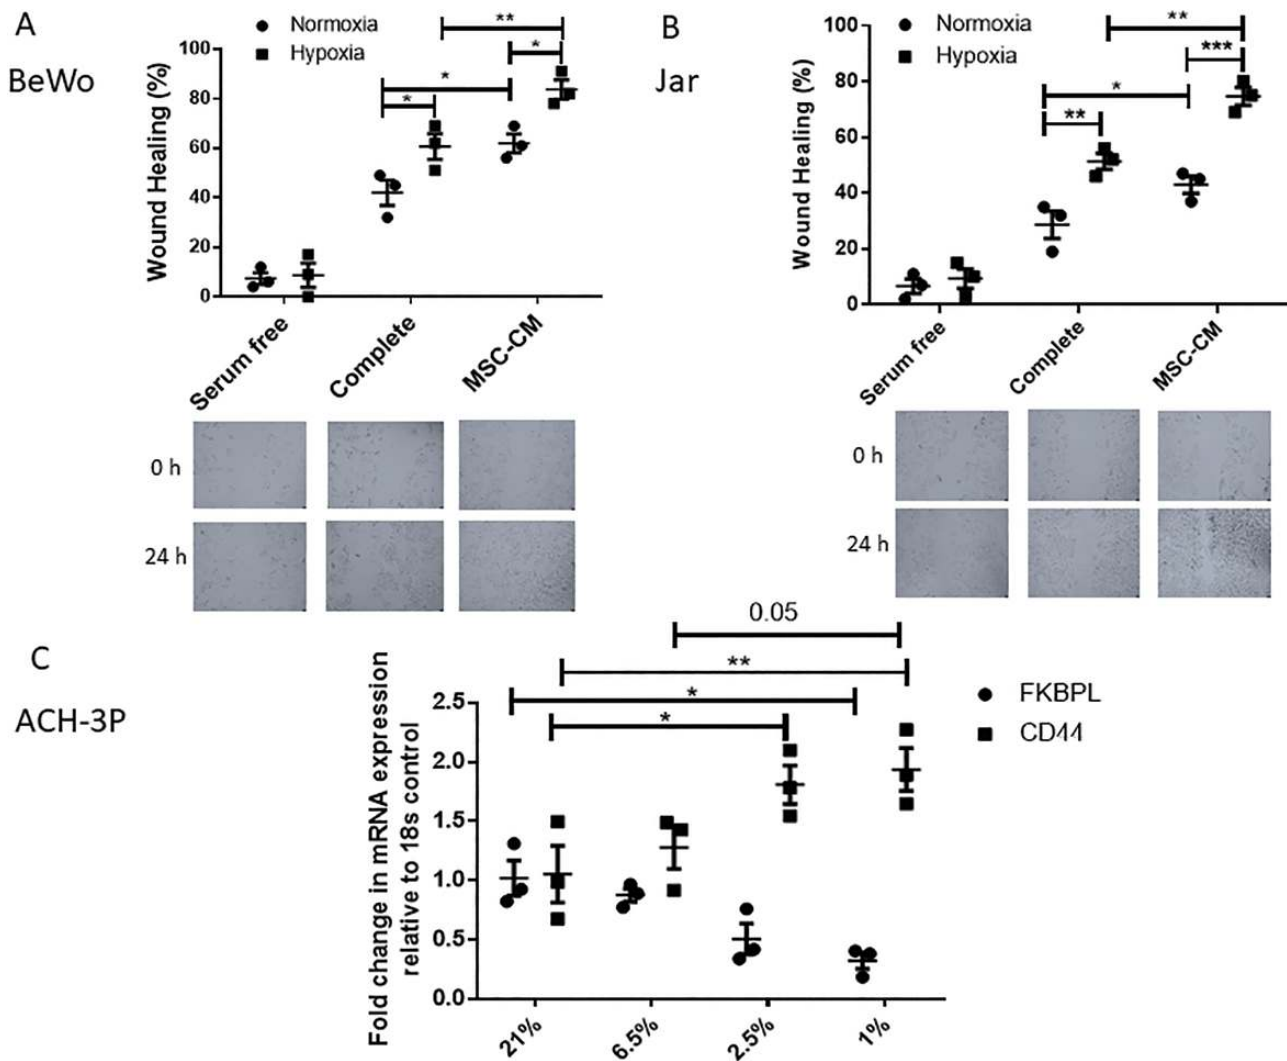 A
BeWo
Normoxia
Hypoxia
**
*
*
*
Wound Healing (%)
100
80
60
40
20
0
Serum free
Complete
MSC-CM
0 h
24 h
B
Jar
Normoxia
Hypoxia
**
***
*
**
Wound Healing (%)
100
80
60
40
20
0
Serum free
Complete
MSC-CM
0 h
24 h
C
ACH-3P
0.05
**
*
*
FKBPL
CD44
Fold change in mRNA expression
relative to 18s control
2.5
2.0
1.5
1.0
0.5
0.0
21%
6.5%
2.5%
1%